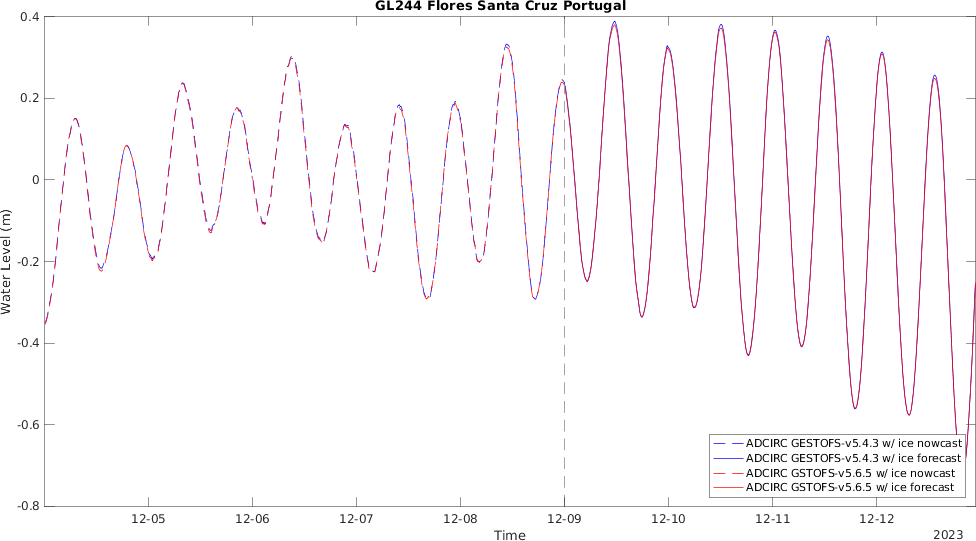 GL244 Flores Santa Cruz Portugal
0.4
0.2
0
-0.2
-0.4
-0.6
-0.8
Water Level (m)
ADCIRC GESTOFS-v5.4.3 w/ ice nowcast
ADCIRC GESTOFS-v5.4.3 w/ ice forecast
ADCIRC GSTOFS-v5.6.5 w/ ice nowcast
ADCIRC GSTOFS-v5.6.5 w/ ice forecast
12-05 12-06 12-07 12-08 12-09 12-10 12-11 12-12
Time
2023